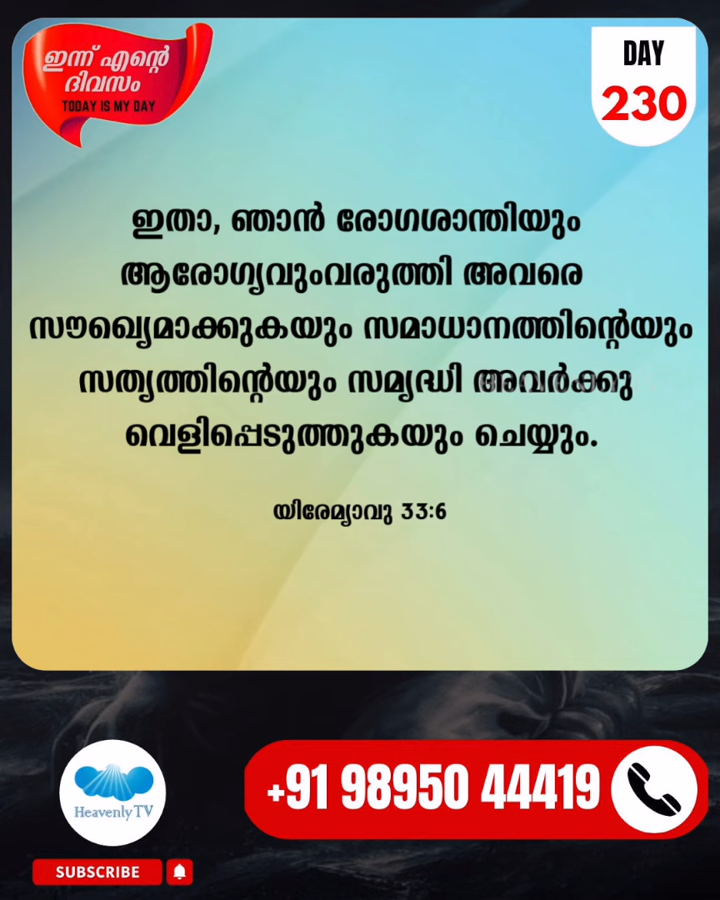 ഇന്ന് എന്റെ
ദിവസം
TODAY IS MY DAY
DAY
230
ഇതാ, ഞാൻ രോഗശാന്തിയും
ആരോഗ്യവുംവരുത്തി അവരെ
സൗഖ്യമാക്കുകയും സമാധാനത്തിന്റെയും
സത്യത്തിന്റെയും സമൃദ്ധി അവർക്കു
വെളിപ്പെടുത്തുകയും ചെയ്യും.
യിരേമ്യാവു 33:6
HeavenlyTV
+91 98950 44419
SUBSCRIBE